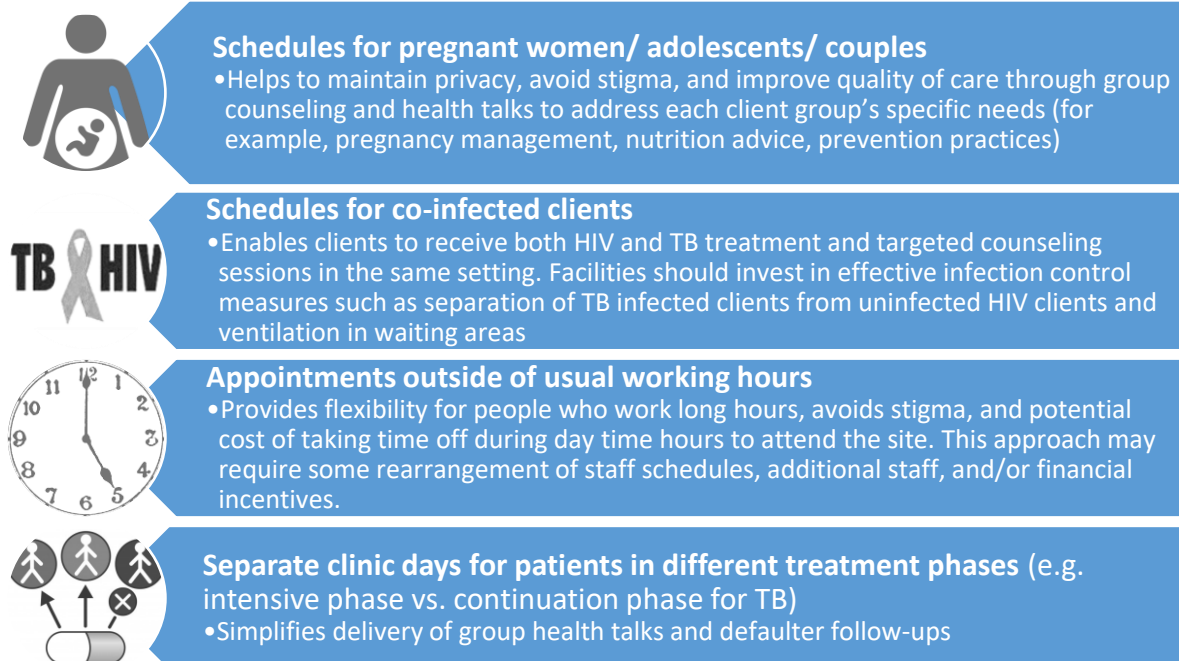 Schedules for pregnant women/ adolescents/ couples
•Helps to maintain privacy, avoid stigma, and improve quality of care through group
counseling and health talks to address each client group’s specific needs (for
example, pregnancy management, nutrition advice, prevention practices)
TB HIV
Schedules for co-infected clients
•Enables clients to receive both HIV and TB treatment and targeted counseling
sessions in the same setting. Facilities should invest in effective infection control
measures such as separation of TB infected clients from uninfected HIV clients and
ventilation in waiting areas
12
1
2
3
4
5
6
7
8
9
10
11
Appointments outside of usual working hours
•Provides flexibility for people who work long hours, avoids stigma, and potential
cost of taking time off during day time hours to attend the site. This approach may
require some rearrangement of staff schedules, additional staff, and/or financial
incentives.
Separate clinic days for patients in different treatment phases (e.g.
intensive phase vs. continuation phase for TB)
•Simplifies delivery of group health talks and defaulter follow-ups